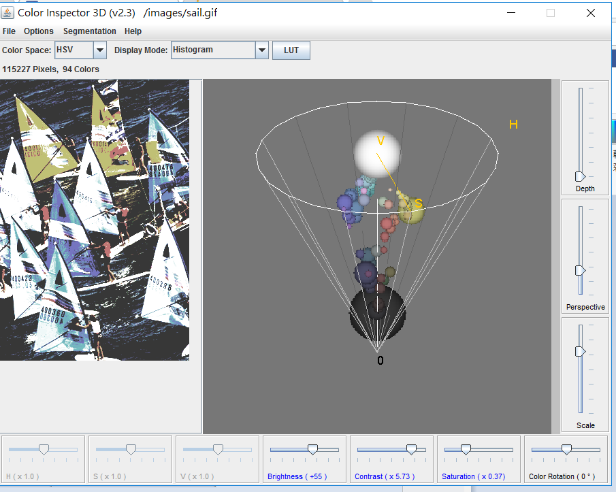 Color Inspector 3D (v2.3)   /images/sail.gif
File Options Segmentation Help
Color Space: HSV Display Mode: Histogram LUT
115227 Pixels, 94 Colors
H
V
S
0
Depth
Perspective
Scale
H ( x 1.0 ) S ( x 1.0 ) V ( x 1.0 ) Brightness ( +55 ) Contrast ( x 5.73 ) Saturation ( x 0.37) Color Rotation ( 0 ° )